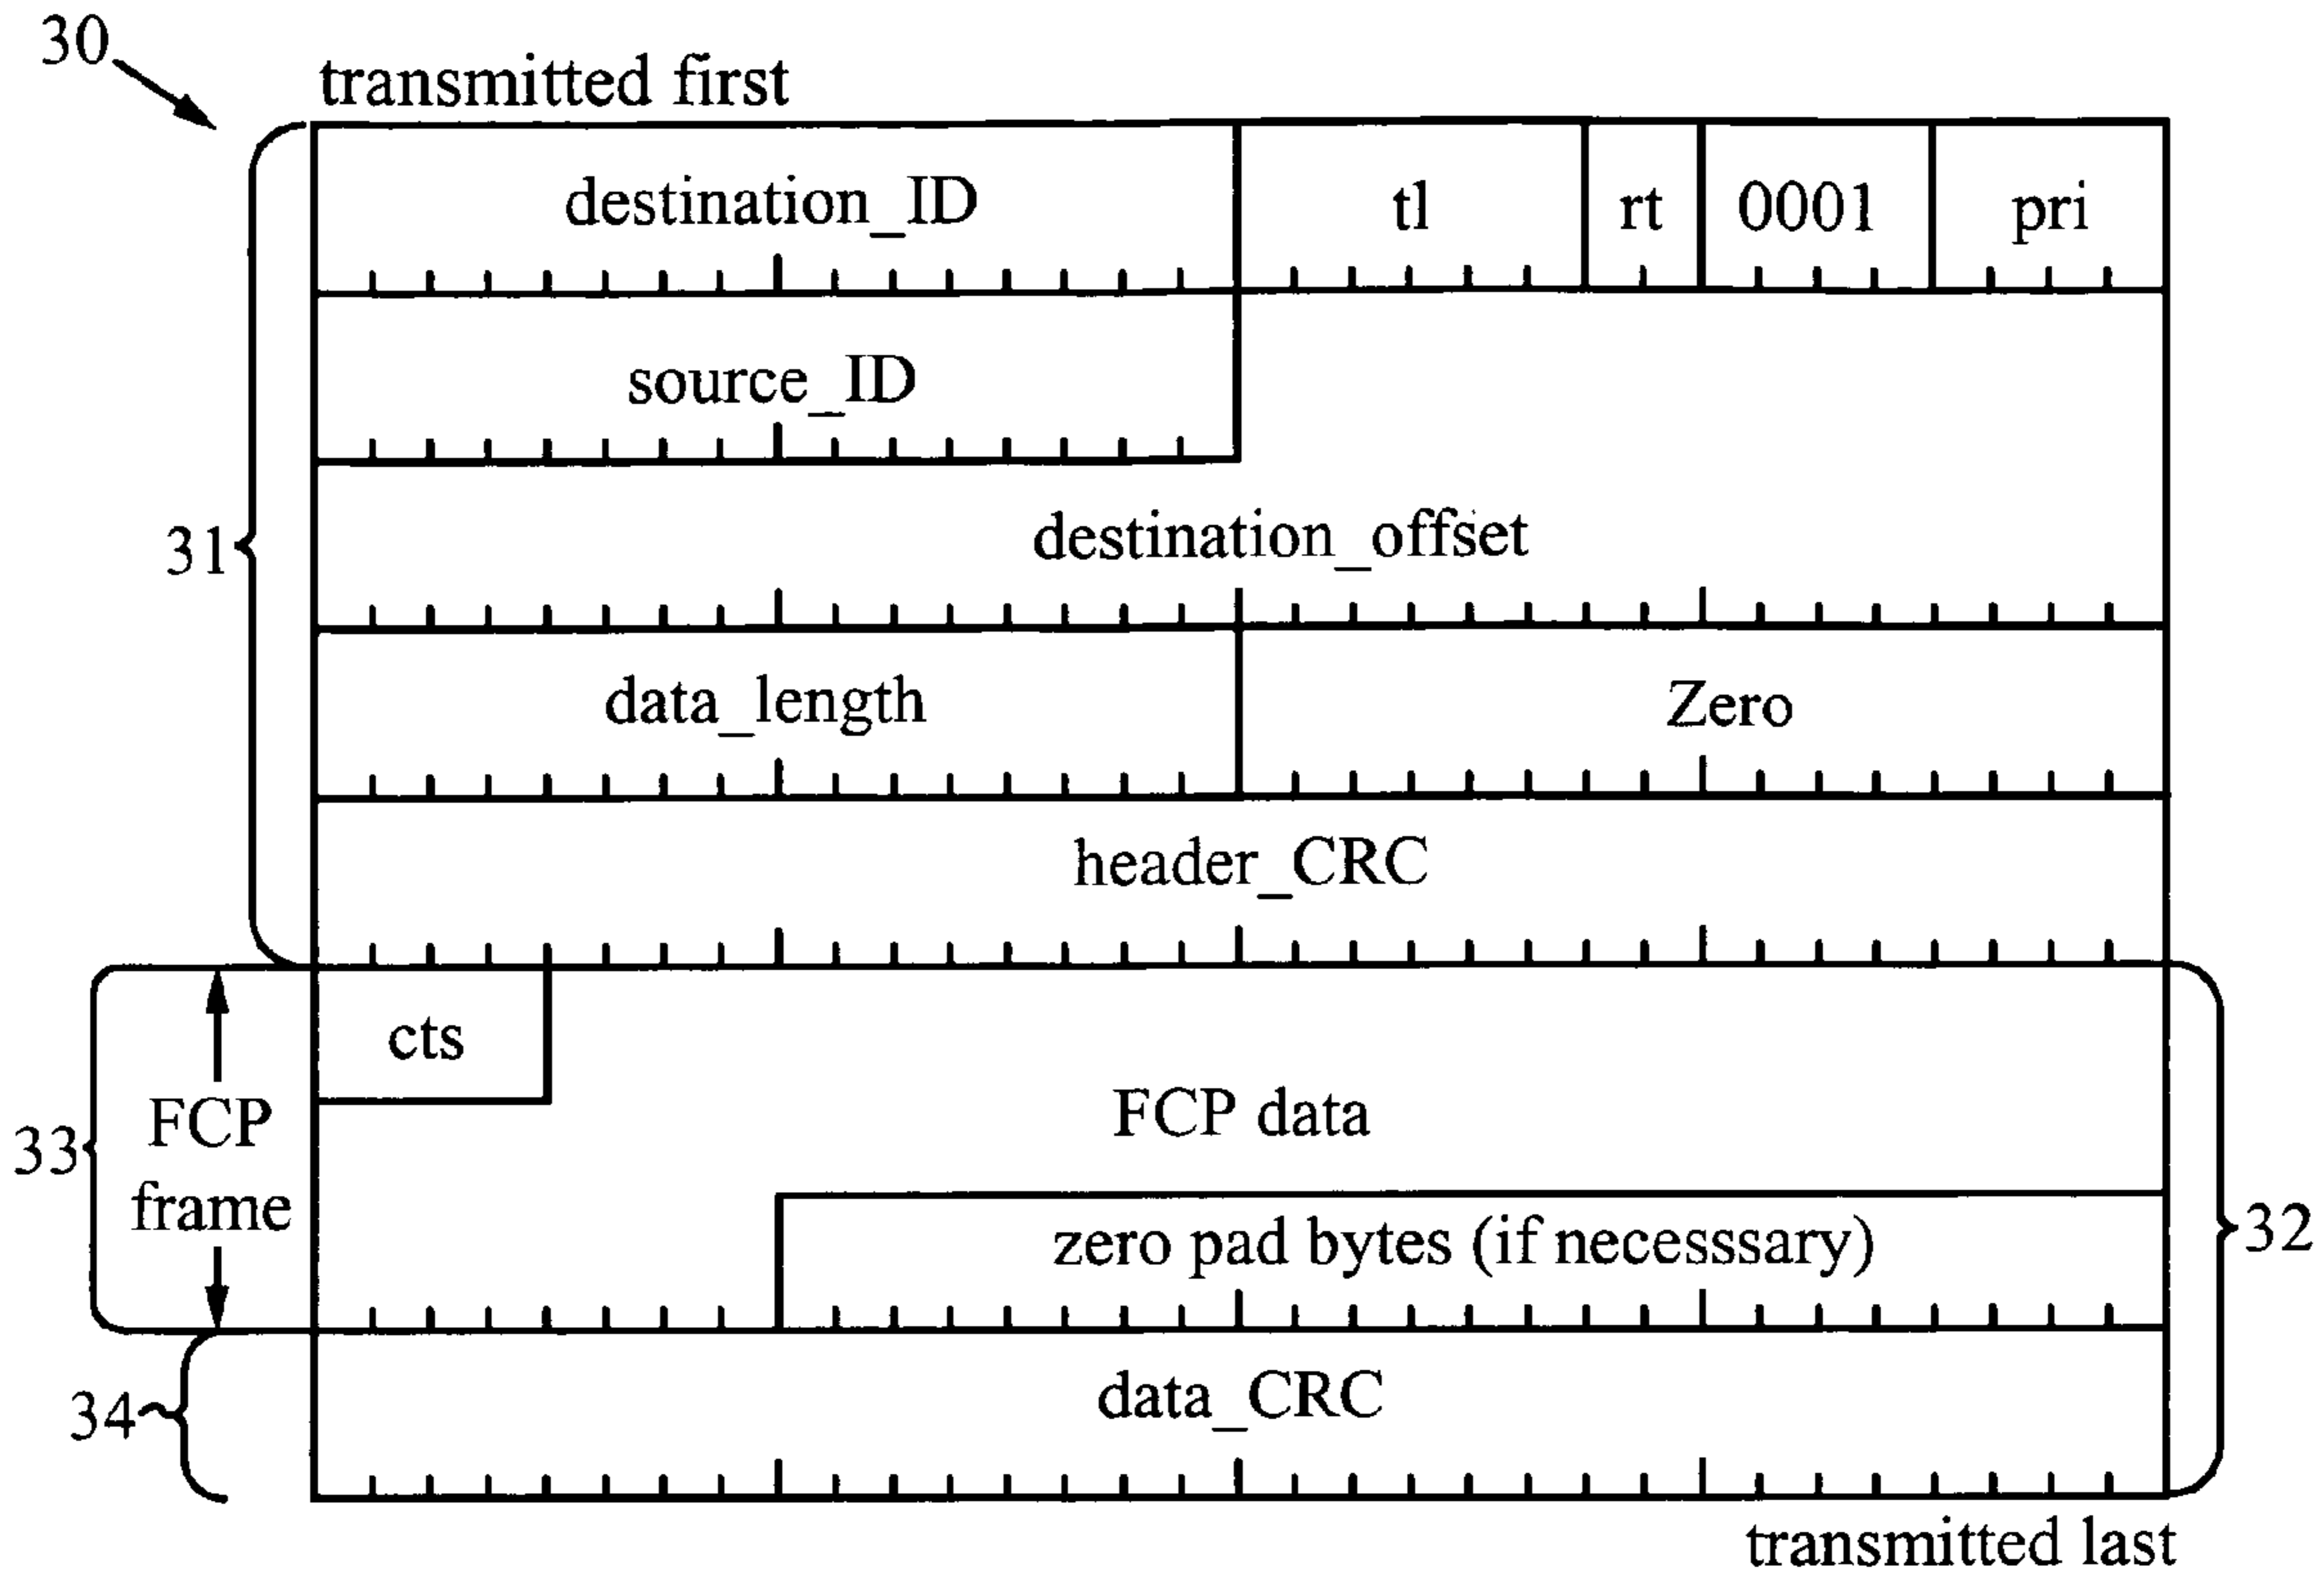 30
transmitted first
destination_ID tl rt 0001 pri
source_ID
31
destination_offset
data_length Zero
header_CRC
cts
FCP data
33
FCP
frame
zero pad bytes (if necesssary)
32
34
data_CRC
transmitted last